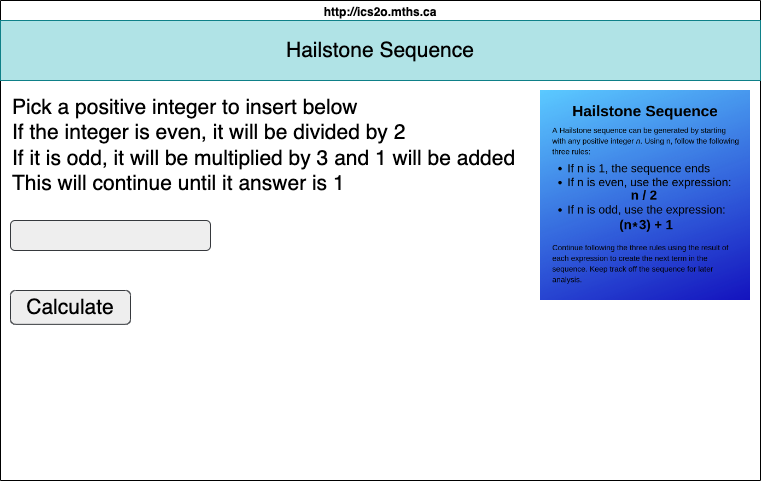 http://ics2o.mths.ca
Hailstone Sequence
Pick a positive integer to insert below
If the integer is even, it will be divided by 2
If it is odd, it will be multiplied by 3 and 1 will be added
This will continue until it answer is 1
Calculate
Hailstone Sequence
A Hailstone sequence can be generated by starting
with any positive integer n. Using n, follow the following
three rules:
• If n is 1, the sequence ends
• If n is even, use the expression:
n / 2
• If n is odd, use the expression:
(n*3) + 1
Continue following the three rules using the result of
each expression to create the next term in the
sequence. Keep track off the sequence for later
analysis.